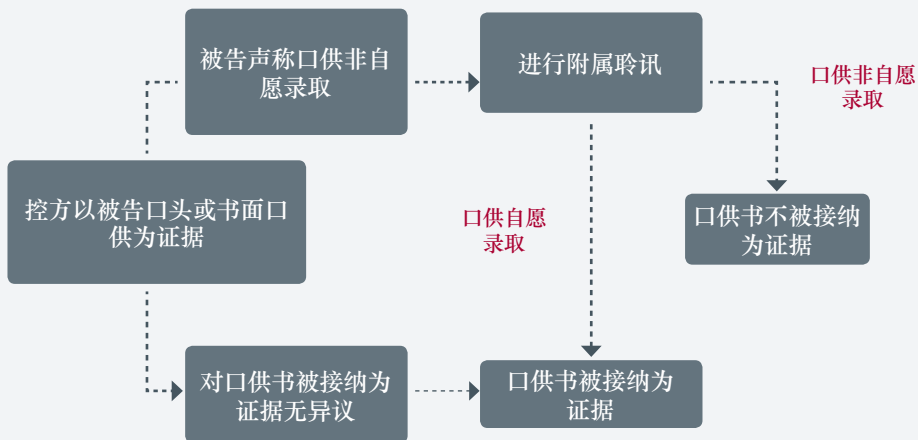 被告声称口供非自
愿录取
进行附属聆讯
口供非自愿
录取
控方以被告口头或书面口
供为证据
口供自愿
录取
口供书不被接纳
为证据
对口供书被接纳为
证据无异议
口供书被接纳为
证据